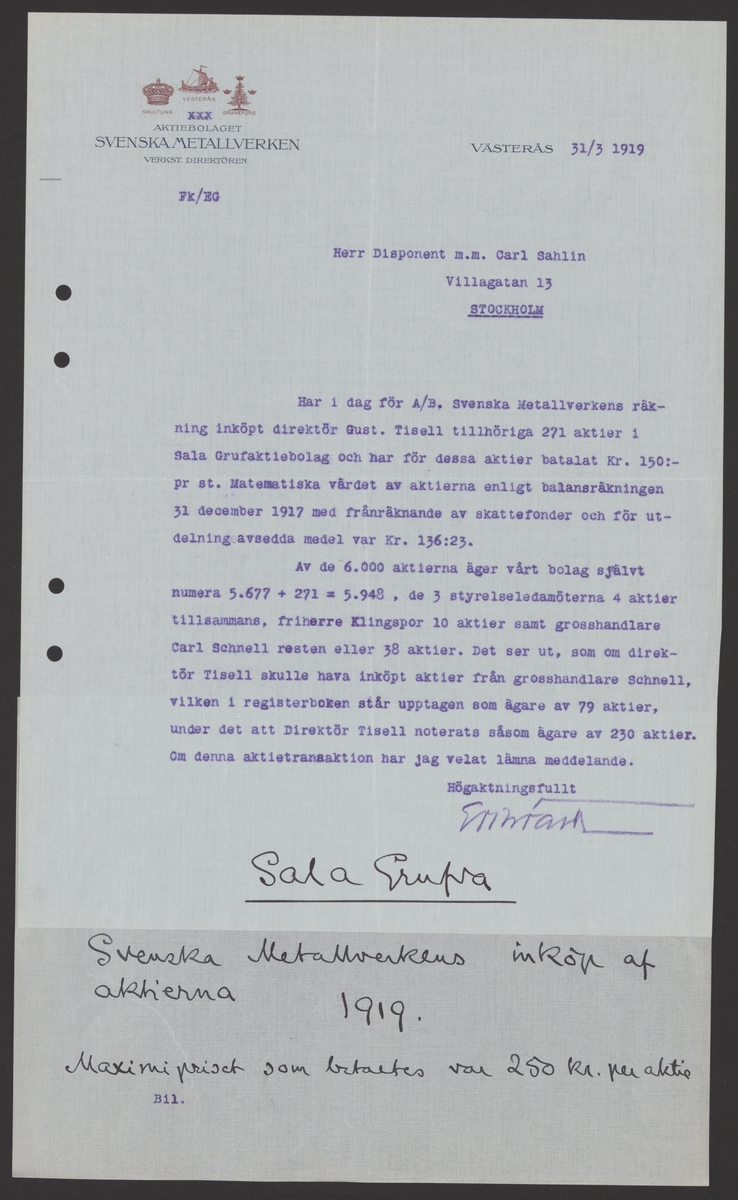 SKULTUNA VESTERÅS GRANEFORS
XXX
AKTIEBOLAGET
SVENSKA METALLVERKEN
VERKST. DIREKTÖREN
VÄSTERÅS 31/3 1919
Fk/EG
Herr Disponent m.m. Carl Sahlin
Villagatan 13
STOCKHOLM
Har i dag för A/B. Svenska Metallverkens räk-
ning inköpt direktör Gust. Tisell tillhöriga 271 aktier i
Sala Grufaktiebolag och har för dessa aktier batalat Kr. 150:-
pr st. Matematiska värdet av aktierna enligt balansräkningen
31 december 1917 med frånräknande av skattefonder och för ut-
delning avsedda medel var Kr. 136:23.
Av de 6.000 aktierna äger vårt bolag självt
numera 5.677 + 271 = 5.948 , de 3 styrelseledamöterna 4 aktier
tillsammans, friherre Klingspor 10 aktier samt grosshandlare
Carl Schnell resten eller 38 aktier. Det ser ut, som om direk-
tör Tisell skulle hava inköpt aktier från grosshandlare Schnell,
vilken i registerboken står upptagen som ägare av 79 aktier,
under det att Direktör Tisell noterats såsom ägare av 230 aktier.
Om denna aktietransaktion har jag velat lämna meddelande.
Högaktningsfullt
Sala Grufva
Svenska Metallverkens inköp af
aktierna 1919.
Maximipriset som betaltes var 250 kr. per aktie
Bil.